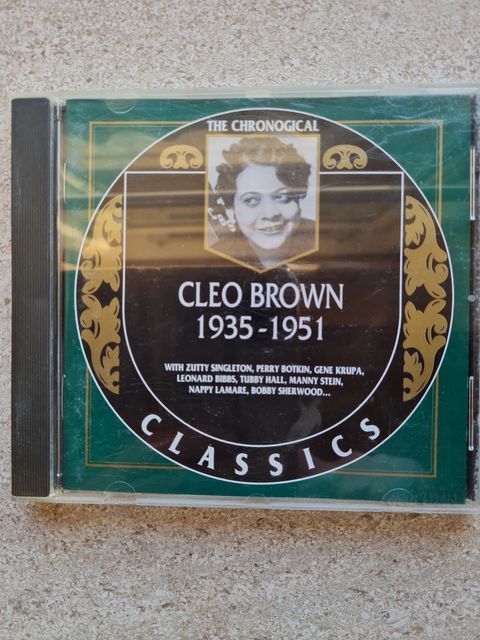 THE CHRONOGICAL
CLEO BROWN
1935-1951
WITH ZUTTY SINGLETON, PERRY BOTKIN, GENE KRUPA,
LEONARD BIBBS, TUBBY HALL, MANNY STEIN,
NAPPY LAMARE, BOBBY SHERWOOD...
CLASSICS